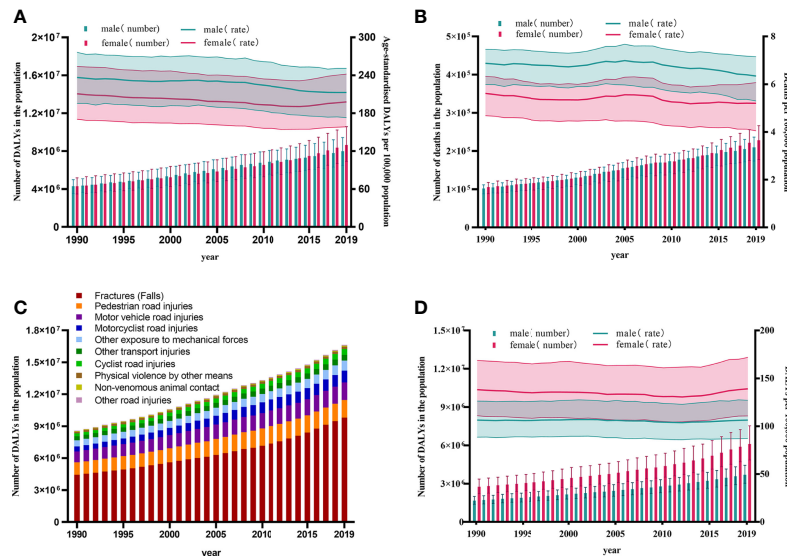 A
male( number)
male( rate)
female( number)
female( rate)
Number of DALYs in the population
2×10⁷
1.6×10⁷
1.2×10⁷
8×10⁶
4×10⁶
0
300
240
180
120
60
0
Age-standardised DALYs per 100,000 population
1990
1995
2000
2005
2010
2015
2019
year
B
male( number)
male( rate)
female( number)
female( rate)
Number of deaths in the population
5×10⁵
4×10⁵
3×10⁵
2×10⁵
1×10⁵
0
8
6
4
2
0
population
1990
1995
2000
2005
2010
2015
2019
year
C
Fractures (Falls)
Pedestrian road injuries
Motor vehicle road injuries
Motorcyclist road injuries
Other exposure to mechanical forces
Other transport injuries
Cyclist road injuries
Physical violence by other means
Non-venomous animal contact
Other road injuries
Number of DALYs in the population
1.8×10⁷
1.5×10⁷
1.2×10⁷
9×10⁶
6×10⁶
3×10⁶
0
1990
1995
2000
2005
2010
2015
2019
year
D
male( number)
male( rate)
female( number)
female( rate)
Number of DALYs in the population
1.2×10⁷
9×10⁶
6×10⁶
3×10⁶
0
200
150
100
50
0
population
1990
1995
2000
2005
2010
2015
2019
year